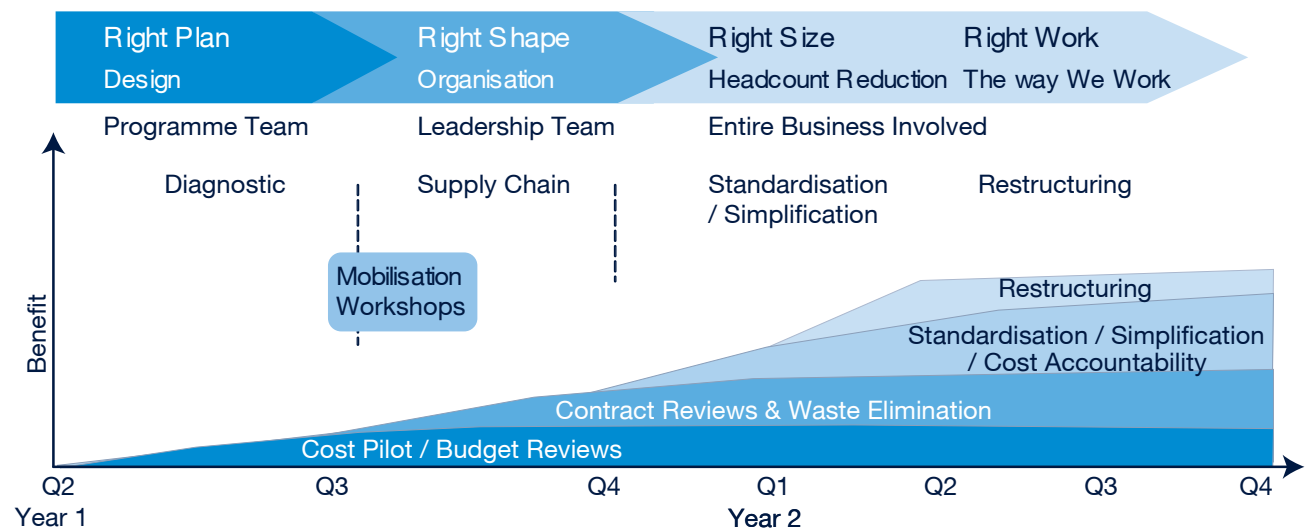 Right Plan
Design
Right Shape
Organisation
Right Size
Headcount Reduction
Right Work
The way We Work
Programme Team
Leadership Team
Entire Business Involved
Diagnostic
Supply Chain
Standardisation
/ Simplification
Restructuring
Mobilisation
Workshops
Benefit
Restructuring
Standardisation / Simplification
/ Cost Accountability
Contract Reviews & Waste Elimination
Cost Pilot / Budget Reviews
Q2
Q3
Q4
Q1
Q2
Q3
Q4
Year 1
Year 2